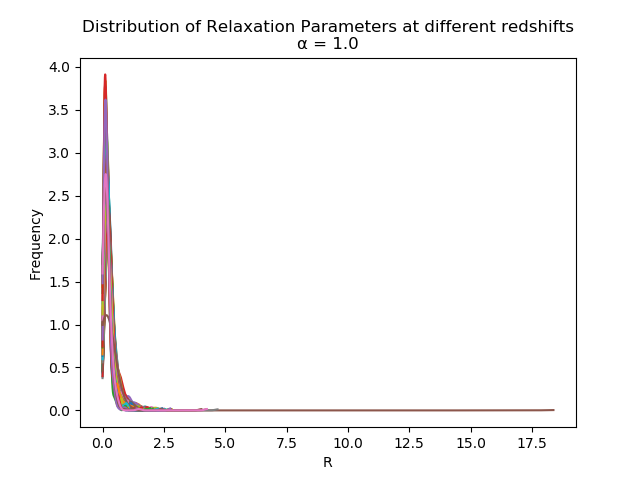 Distribution of Relaxation Parameters at different redshifts
α = 1.0
4.0
3.5
3.0
2.5
2.0
1.5
1.0
0.5
0.0
Frequency
0.0 2.5 5.0 7.5 10.0 12.5 15.0 17.5
R